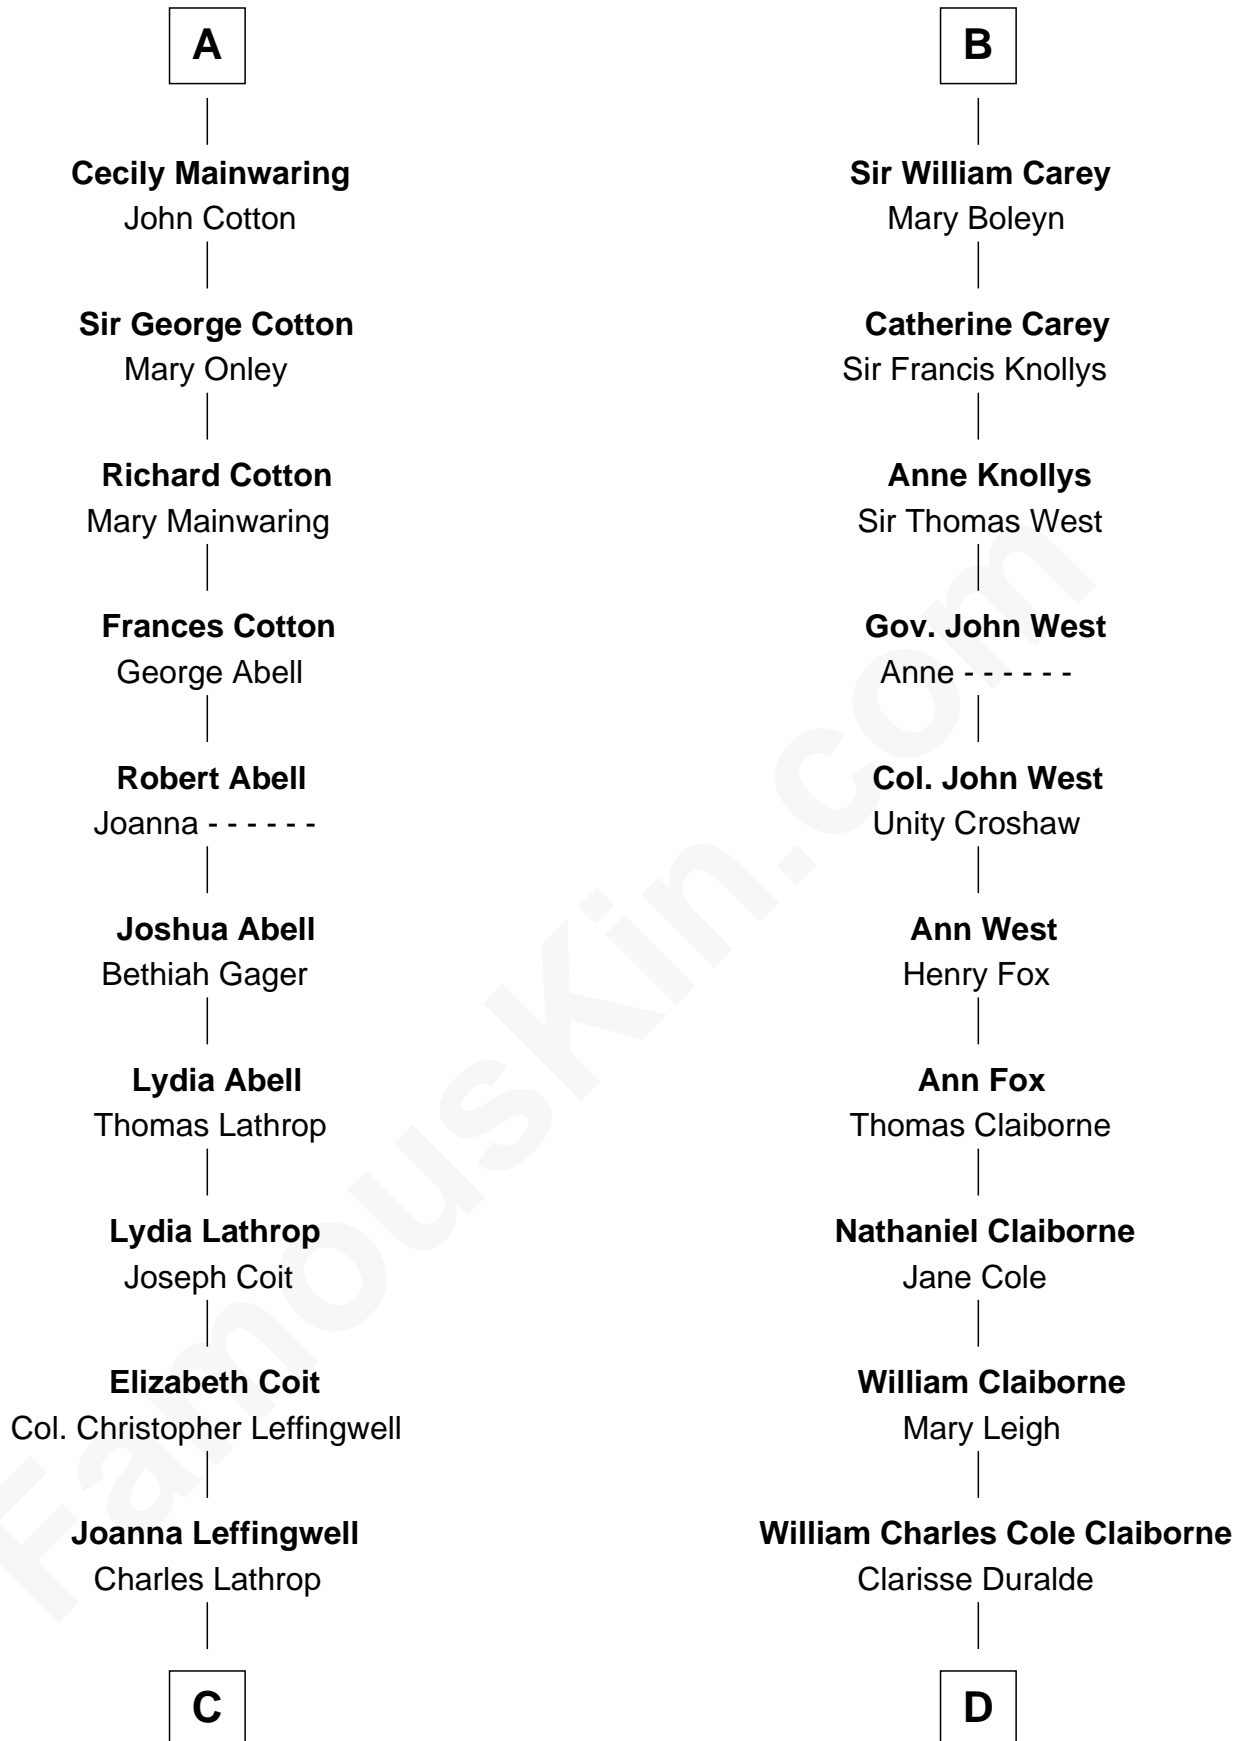 A
Cecily Mainwaring
John Cotton
Sir George Cotton
Mary Onley
Richard Cotton
Mary Mainwaring
Frances Cotton
George Abell
Robert Abell
Joanna - - - - - -
Joshua Abell
Bethiah Gager
Lydia Abell
Thomas Lathrop
Lydia Lathrop
Joseph Coit
Elizabeth Coit
Col. Christopher Leffingwell
Joanna Leffingwell
Charles Lathrop
C
B
Sir William Carey
Mary Boleyn
Catherine Carey
Sir Francis Knollys
Anne Knollys
Sir Thomas West
Gov. John West
Anne - - - - - -
Col. John West
Unity Croshaw
Ann West
Henry Fox
Ann Fox
Thomas Claiborne
Nathaniel Claiborne
Jane Cole
William Claiborne
Mary Leigh
William Charles Cole Claiborne
Clarisse Duralde
D
FamousKin.com